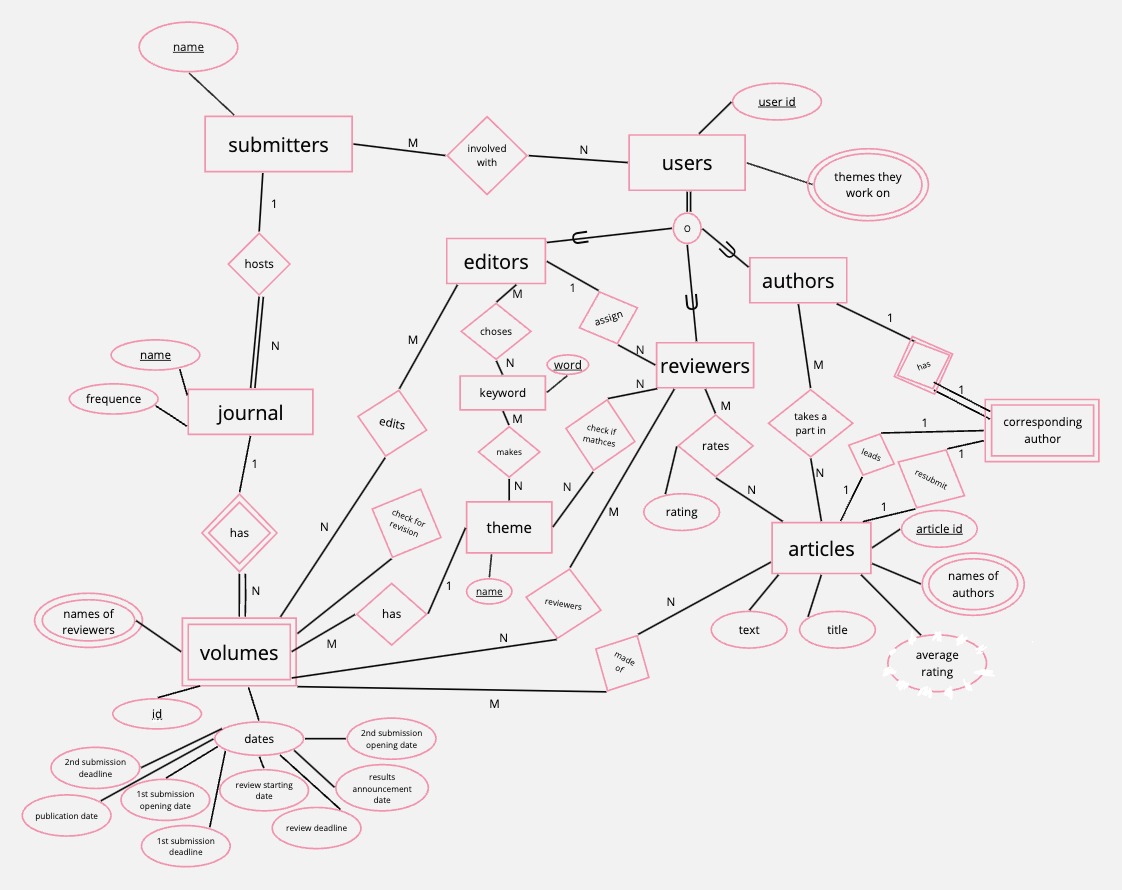 name
submitters
M
involved
with
N
users
user id
themes they
work on
1
hosts
N
o
editors
authors
M
1
assign
choses
1
N
N
reviewers
has
name
frequence
journal
M
keyword
word
N
M
1
edits
M
check if
mathces
M
rates
takes a
part in
corresponding
author
1
leads
1
resubmit
makes
1
has
N
N
N
N
check for
revision
theme
M
rating
N
1
1
articles
article id
N
names of
authors
name
1
has
reviewers
names of
reviewers
volumes
M
N
N
made
of
text
title
average
rating
id
M
dates
2nd submission
opening date
2nd submission
deadline
publication date
1st submission
opening date
review starting
date
results
announcement
date
review deadline
1st submission
deadline